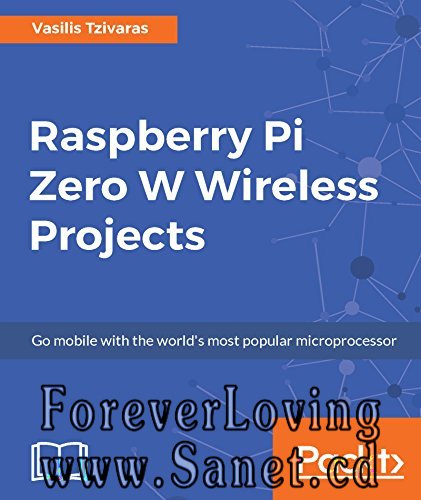 Vasilis Tzivaras
Raspberry Pi
Zero W Wireless
Projects
Go mobile with the world's most popular microprocessor
ForeverLoving
www.Sanet.cd
Packt>